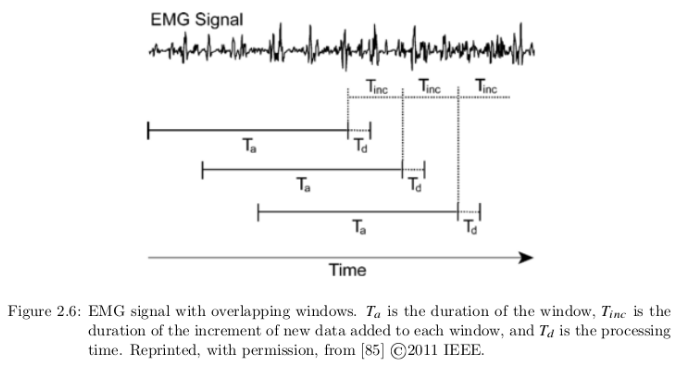 EMG Signal
Tinc Tinc Tinc
Ta Td
Ta Td
Ta Td
Time
Figure 2.6: EMG signal with overlapping windows. Ta is the duration of the window, Tinc is the
duration of the increment of new data added to each window, and Td is the processing
time. Reprinted, with permission, from [85] ©2011 IEEE.